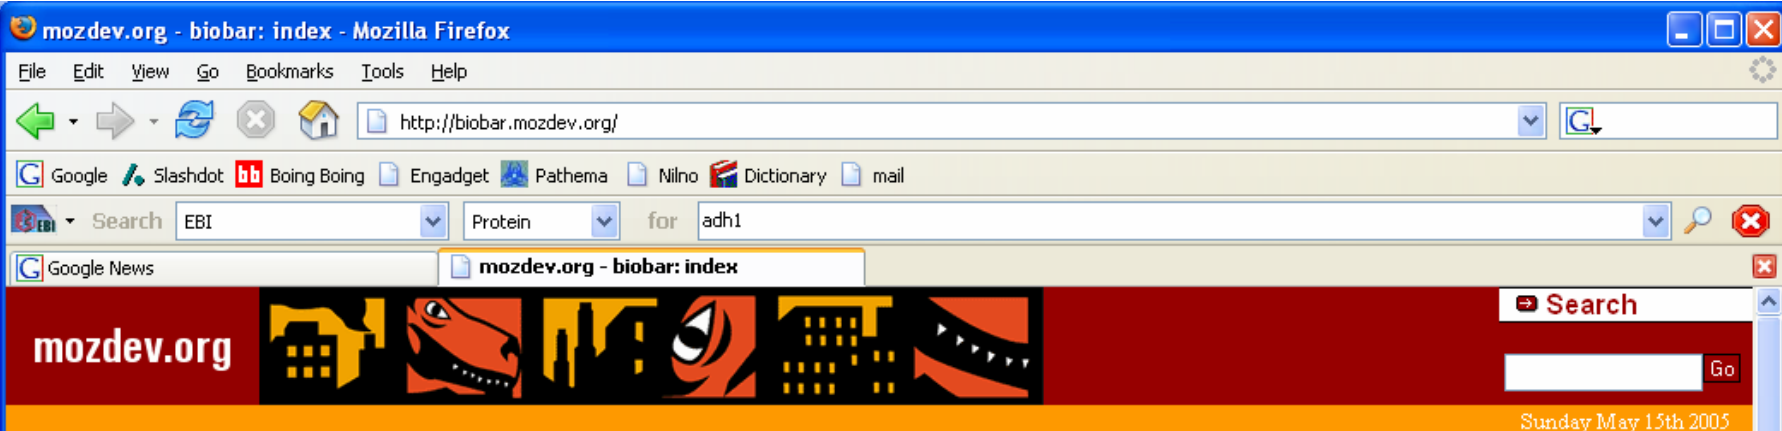 mozdev.org - biobar: index - Mozilla Firefox
File Edit View Go Bookmarks Tools Help
http://biobar.mozdev.org/ G
G Google Slashdot bb Boing Boing Engadget Pathema Nilno Dictionary mail
EBI Search EBI Protein for adh1
G Google News mozdev.org - biobar: index
Search
mozdev.org
Go
Sunday May 15th 2005